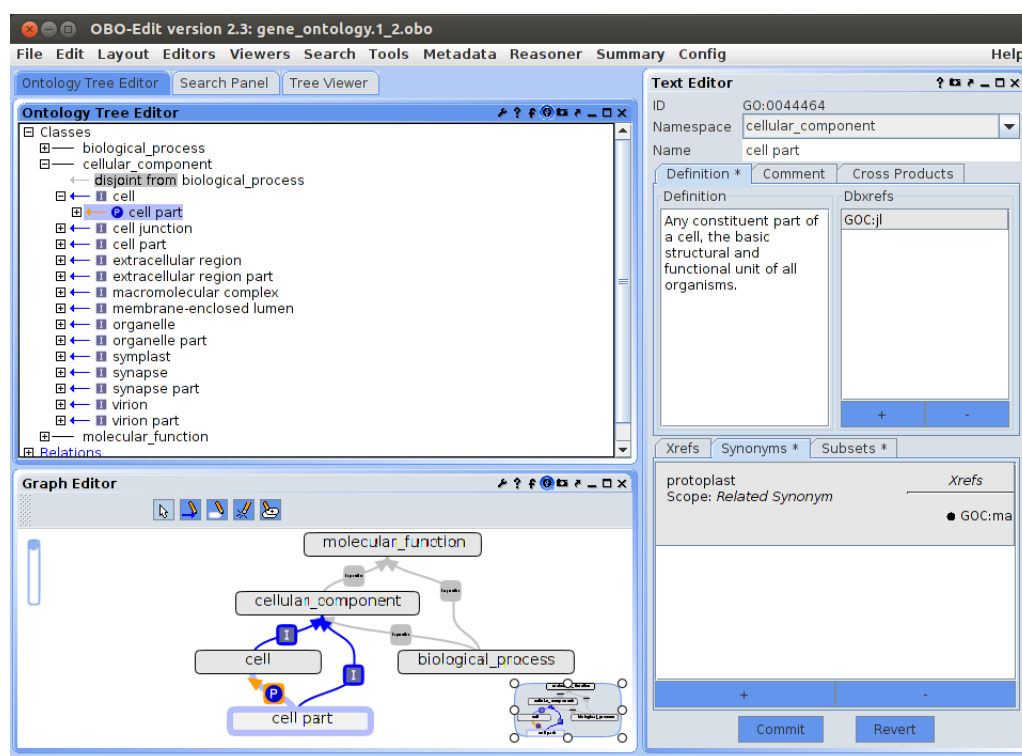 OBO-Edit version 2.3: gene_ontology.1_2.obo
File Edit Layout Editors Viewers Search Tools Metadata Reasoner Summary Config Help
Ontology Tree Editor Search Panel Tree Viewer
Ontology Tree Editor
Classes
biological_process
cellular_component
disjoint from biological_process
I cell
P cell part
I cell junction
I cell part
I extracellular region
I extracellular region part
I macromolecular complex
I membrane-enclosed lumen
I organelle
I organelle part
I symplast
I synapse
I synapse part
I virion
I virion part
molecular_function
Relations
Graph Editor
molecular_function
cellular_component
I
cell
biological_process
I
P
cell part
Text Editor
ID GO:0044464
Namespace cellular_component
Name cell part
Definition * Comment Cross Products
Definition Dbxrefs
Any constituent part of
a cell, the basic
structural and
functional unit of all
organisms.
GOC:jl
+ -
Xrefs Synonyms * Subsets *
protoplast Xrefs
Scope: Related Synonym
GOC:ma
+ -
Commit Revert